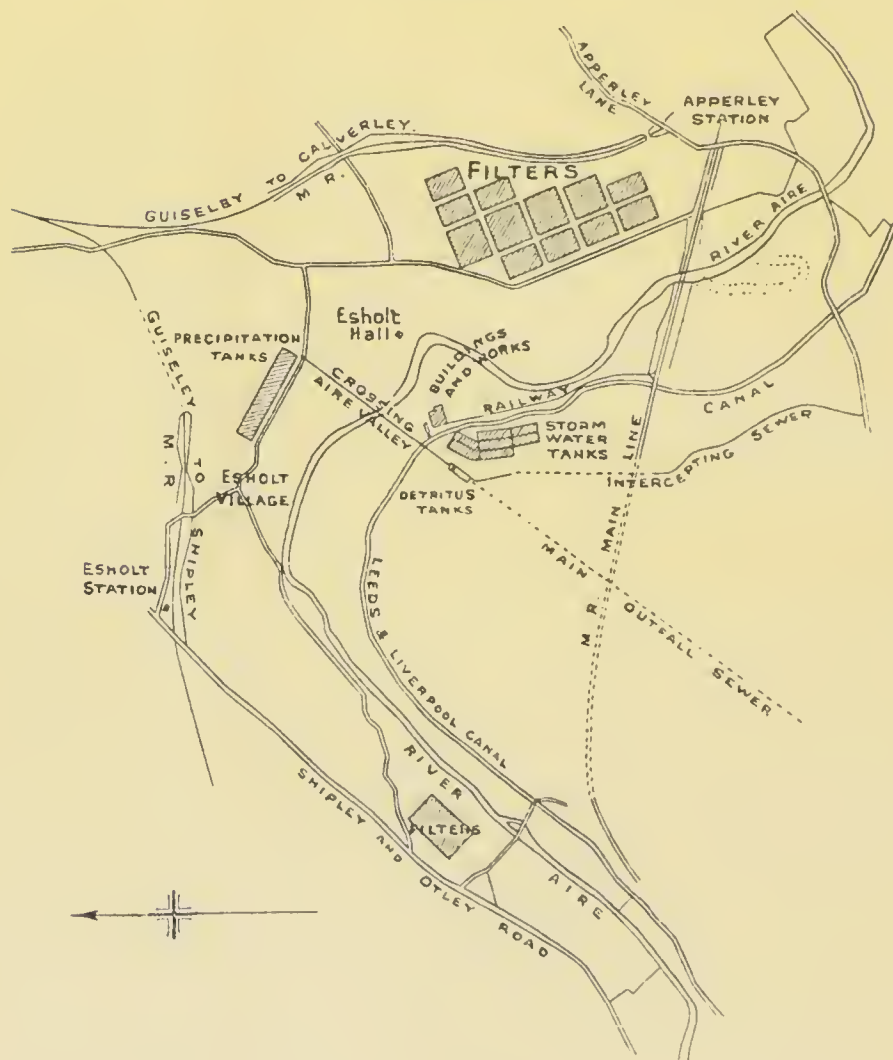 APPERLEY
LANE
APPERLEY
STATION
GUISELBY TO CALVERLEY.
M. R.
FILTERS
RIVER AIRE
GUISELEY
TO
SHIPLEY
M. R.
PRECIPITATION
TANKS
Esholt
Hall
BUILDINGS
AND WORKS
CROSSING
AIRE VALLEY
RAILWAY
CANAL
STORM
WATER
TANKS
INTERCEPTING SEWER
DETRITUS
TANKS
ESHOLT
VILLAGE
ESHOLT
STATION
M. R. MAIN LINE
MAIN OUTFALL SEWER
LEEDS & LIVERPOOL CANAL
RIVER AIRE
FILTERS
SHIPLEY AND OTLEY ROAD